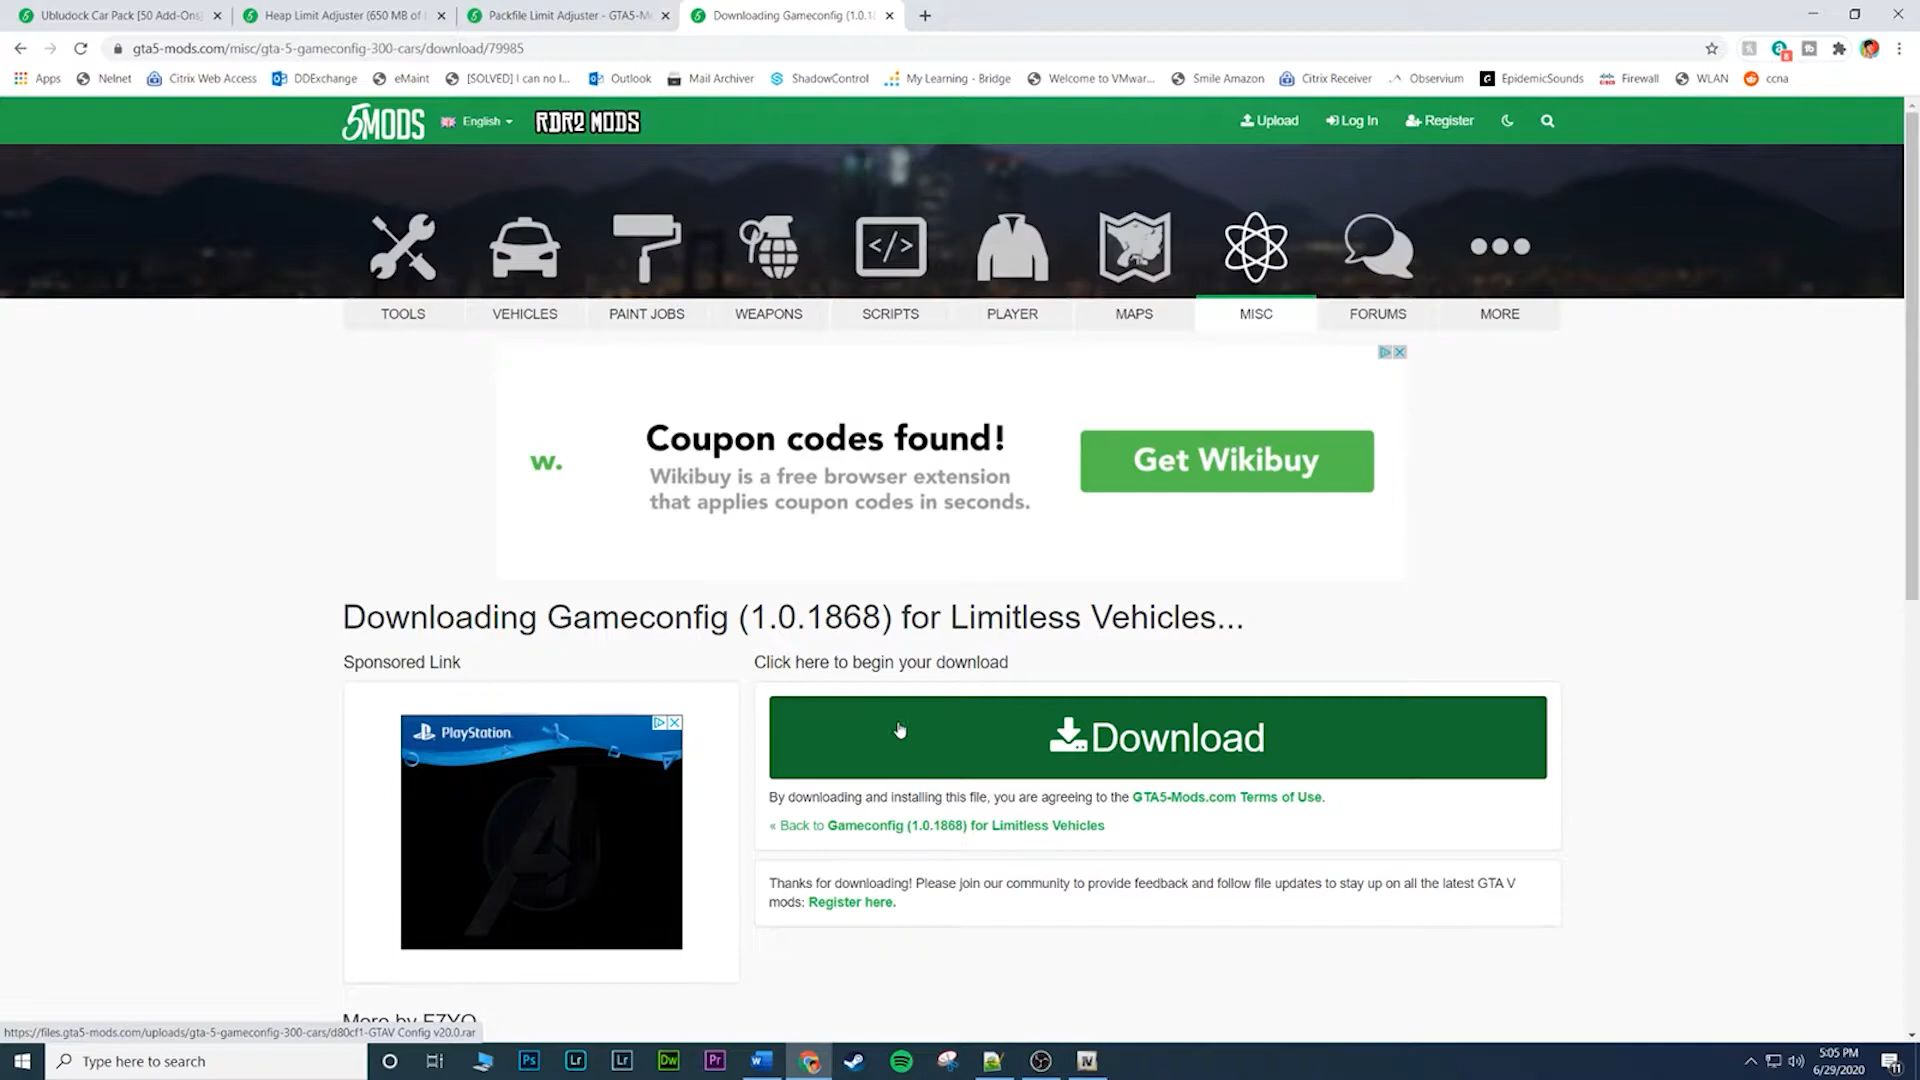 Ubludock Car Pack [50 Add-Ons]
Heap Limit Adjuster (650 MB of
Packfile Limit Adjuster - GTA5-M
Downloading Gameconfig (1.0.1
gta5-mods.com/misc/gta-5-gameconfig-300-cars/download/79985
Apps
Nelnet
Citrix Web Access
DDExchange
eMaint
[SOLVED] I can no l...
Outlook
Mail Archiver
ShadowControl
My Learning - Bridge
Welcome to VMwar...
Smile Amazon
Citrix Receiver
Observium
EpidemicSounds
Firewall
WLAN
ccna
5MODS
English
RDR2 MODS
Upload
Log In
Register
TOOLS
VEHICLES
PAINT JOBS
WEAPONS
SCRIPTS
PLAYER
MAPS
MISC
FORUMS
MORE
Coupon codes found!
w.
Wikibuy is a free browser extension
that applies coupon codes in seconds.
Get Wikibuy
Downloading Gameconfig (1.0.1868) for Limitless Vehicles...
Sponsored Link
Click here to begin your download
PlayStation
Download
By downloading and installing this file, you are agreeing to the GTA5-Mods.com Terms of Use.
« Back to Gameconfig (1.0.1868) for Limitless Vehicles
Thanks for downloading! Please join our community to provide feedback and follow file updates to stay up on all the latest GTA V
mods: Register here.
More by F7YO
https://files.gta5-mods.com/uploads/gta-5-gameconfig-300-cars/d80cf1-GTAV Config v20.0.rar
Type here to search
Ps
Lr
Lr
Dw
Pr
W
IV
5:05 PM
6/29/2020
11